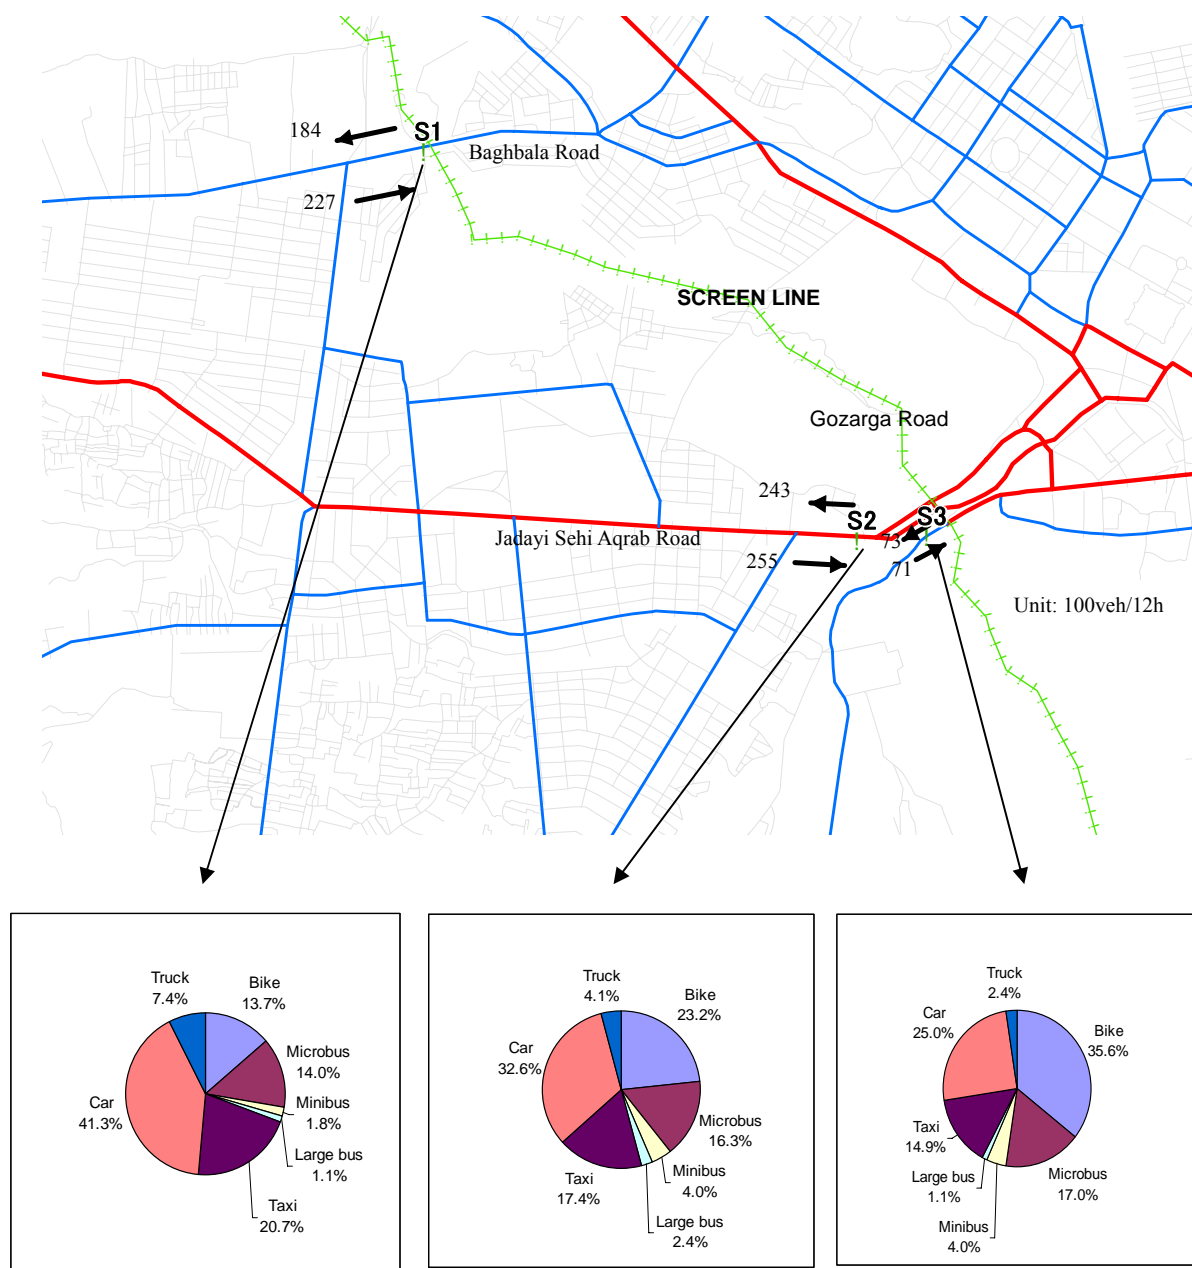 184
S1
Baghbala Road
227
SCREEN LINE
Gozarga Road
243
S2
S3
Jadayi Sehi Aqrab Road
73
255
71
Unit: 100veh/12h
Truck
7.4%
Bike
13.7%
Microbus
14.0%
Minibus
1.8%
Large bus
1.1%
Taxi
20.7%
Car
41.3%
Truck
4.1%
Bike
23.2%
Microbus
16.3%
Minibus
4.0%
Large bus
2.4%
Taxi
17.4%
Car
32.6%
Truck
2.4%
Bike
35.6%
Microbus
17.0%
Minibus
4.0%
Large bus
1.1%
Taxi
14.9%
Car
25.0%